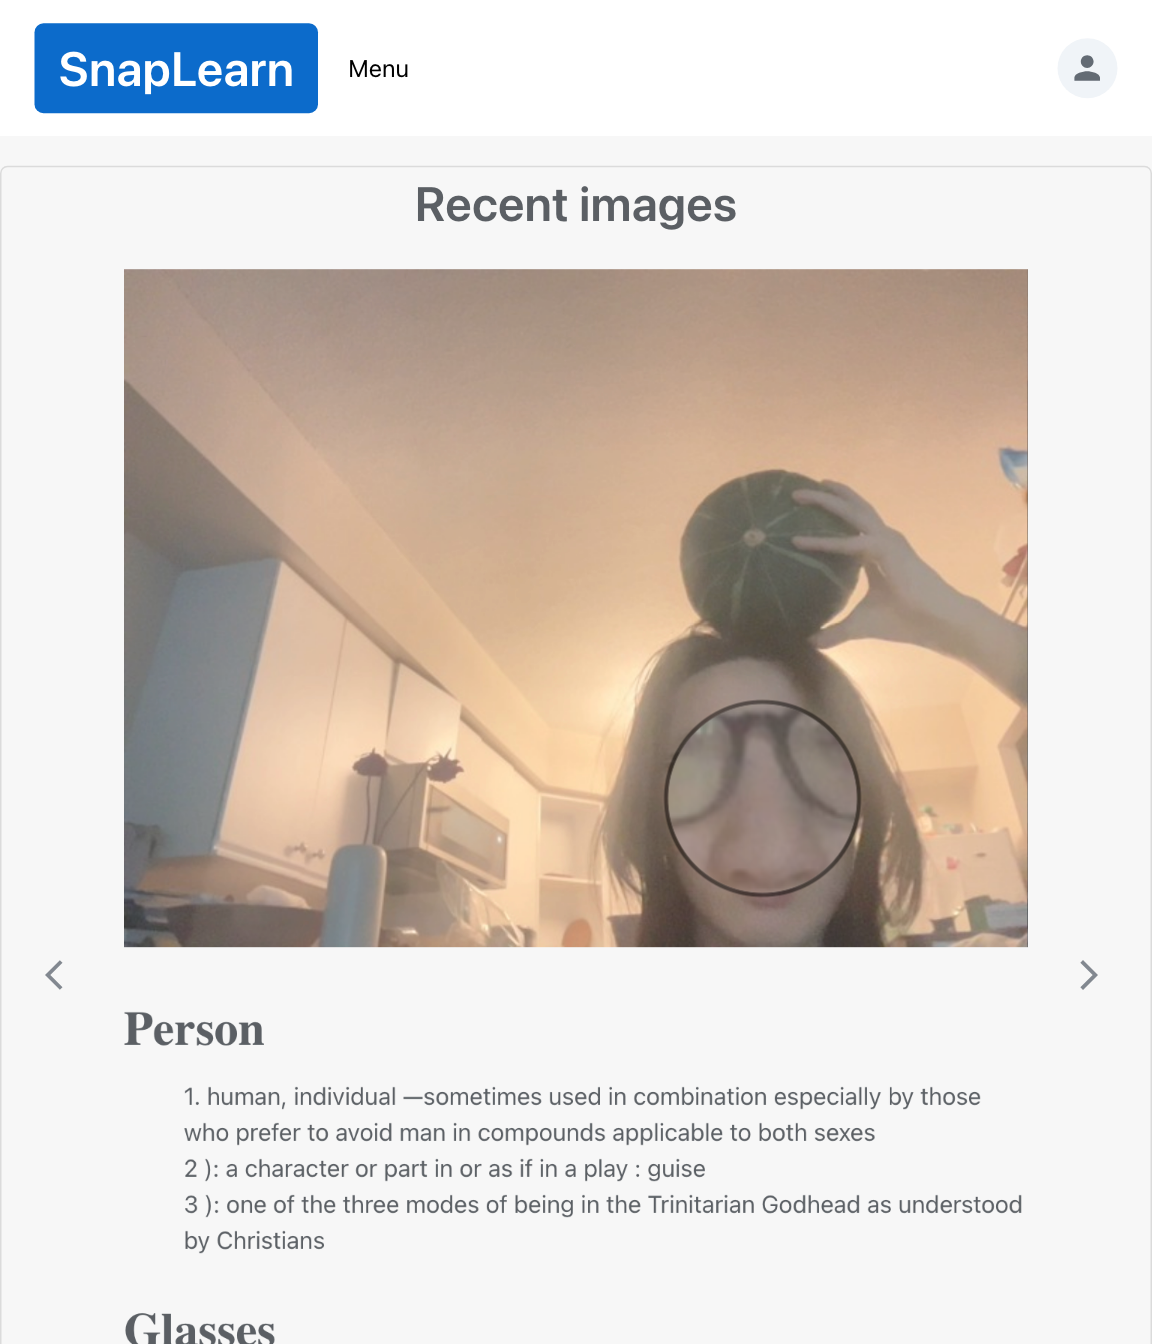 SnapLearn
Menu
Recent images
Person
1. human, individual —sometimes used in combination especially by those
who prefer to avoid man in compounds applicable to both sexes
2 ): a character or part in or as if in a play : guise
3 ): one of the three modes of being in the Trinitarian Godhead as understood
by Christians
Glasses